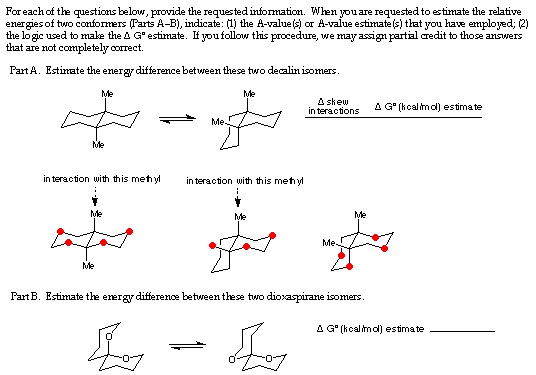 For each of the questions below, provide the requested information. When you are requested to estimate the relative
energies of two conformers (Parts A–B), indicate: (1) the A-value(s) or A-value estimate(s) that you have employed; (2)
the logic used to make the Δ G° estimate. If you follow this procedure, we may assign partial credit to those answers
that are not completely correct.
Part A. Estimate the energy difference between these two decalin isomers.
Me
Me
Me
Me
Δ skew
interactions
Δ G° (kcal/mol) estimate
interaction with this methyl
interaction with this methyl
Me
Me
Me
Me
Me
Me
Part B. Estimate the energy difference between these two dioxaspirane isomers.
O
O
O
O
Δ G° (kcal/mol) estimate